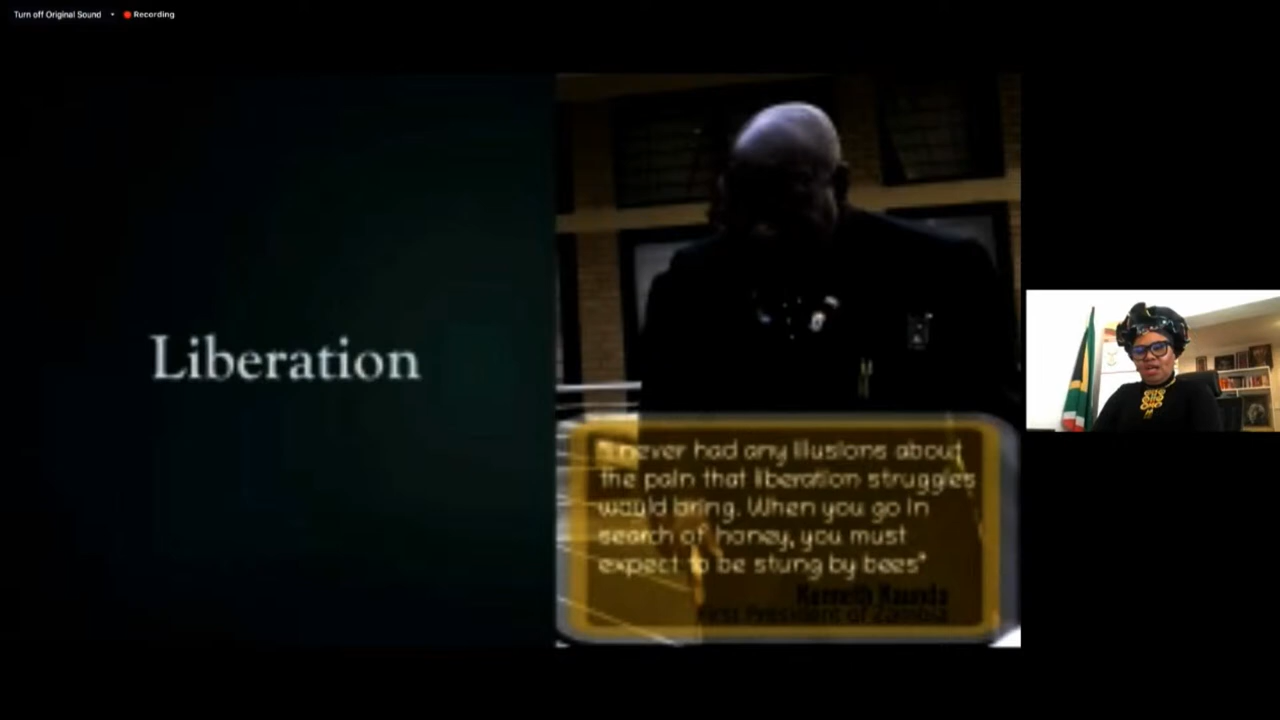 Turn off Original Sound • Recording
Liberation
"I never had any illusions about
the pain that liberation struggles
would bring. When you go in
search of honey, you must
expect to be stung by bees"
Kenneth Kaunda
First President of Zambia